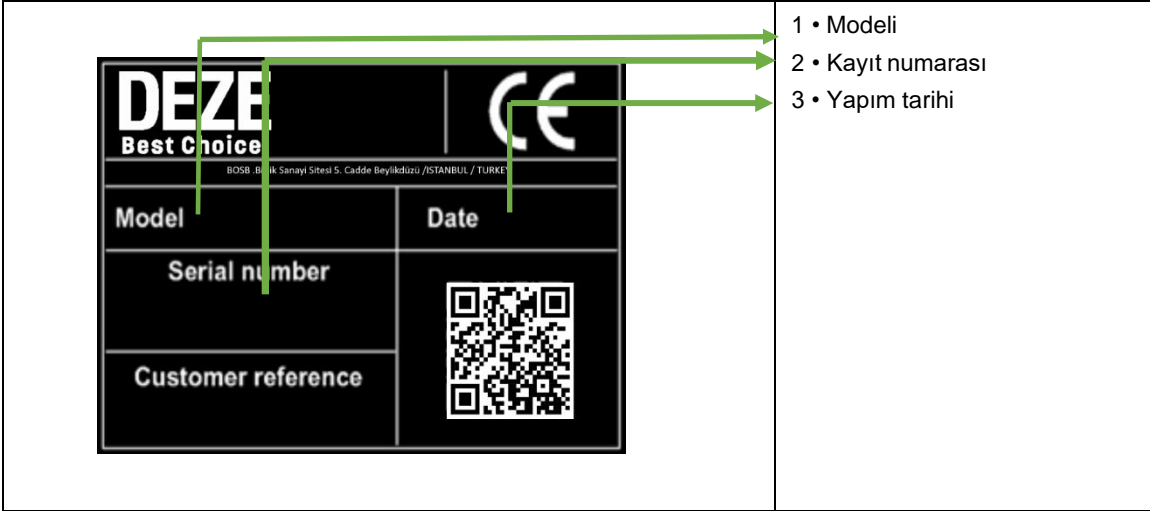 DEZE
CE
Best Choice
BOSB .Birlik Sanayi Sitesi 5. Cadde Beylikdüzü /ISTANBUL / TURKEY
Model
Date
Serial number
Customer reference
1 • Modeli
2 • Kayıt numarası
3 • Yapım tarihi